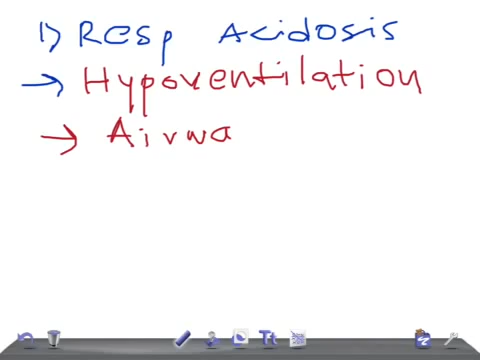 1) Resp Acidosis
→ Hypoventilation
→ Airwa